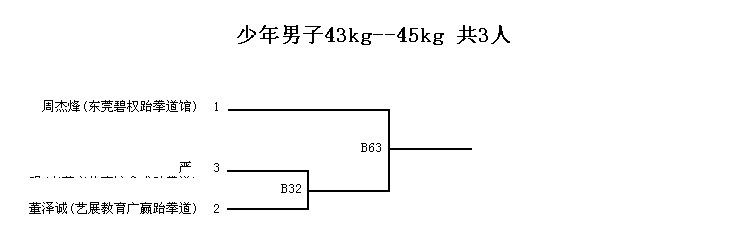 少年男子43kg--45kg 共3人
周杰烽(东莞碧权跆拳道馆) 1
B63
严 3
B32
董泽诚(艺展教育广赢跆拳道) 2